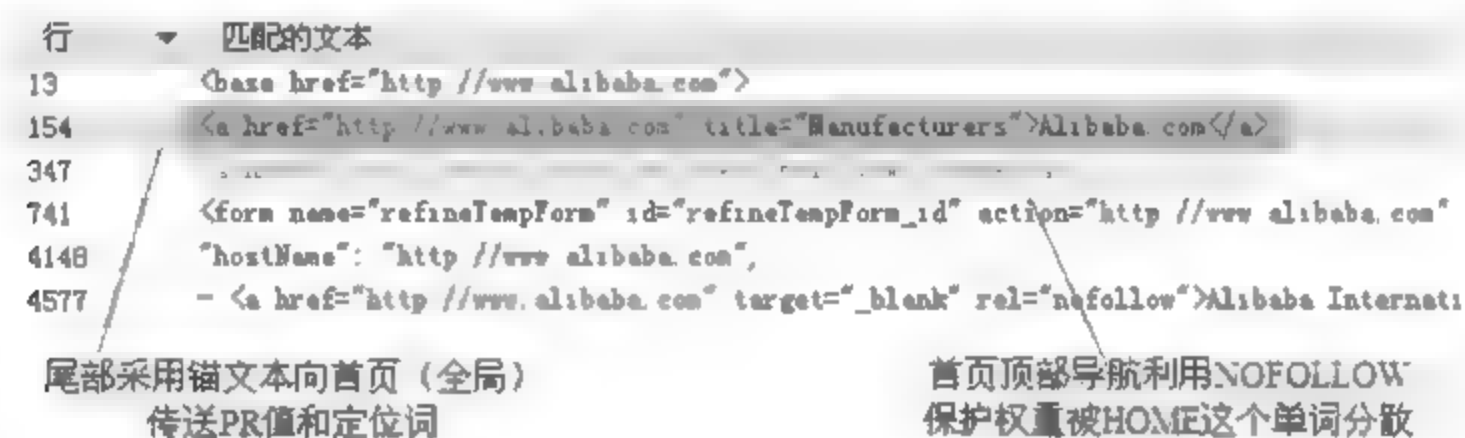 行 匹配的文本
13 <base href="http //www alibaba.com">
154 <a href="http //www alibaba com" title="Manufacturers">Alibaba com</a>
347
741 <form name="refineTempForm" id="refineTempForm_id" action="http //www alibaba.com"
4148 "hostName": "http //www alibaba com",
4577 - <a href="http //www.alibaba com" target="_blank" rel="nofollow">Alibaba Internati
尾部采用锚文本向首页（全局） 首页顶部导航利用NOFOLLOW
传送PR值和定位词 保护权重被HOME这个单词分散